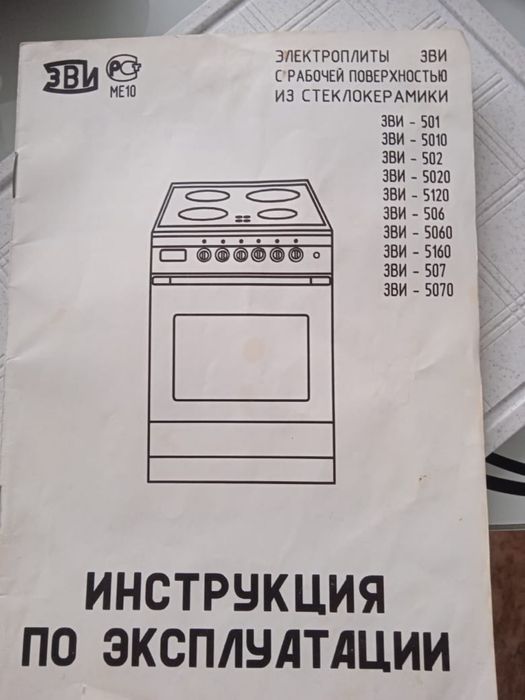 ЗВИ
РСТ
МЕ10
ЭЛЕКТРОПЛИТЫ ЗВИ
С РАБОЧЕЙ ПОВЕРХНОСТЬЮ
ИЗ СТЕКЛОКЕРАМИКИ
ЗВИ - 501
ЗВИ - 5010
ЗВИ - 502
ЗВИ - 5020
ЗВИ - 5120
ЗВИ - 506
ЗВИ - 5060
ЗВИ - 5160
ЗВИ - 507
ЗВИ - 5070
ИНСТРУКЦИЯ
ПО ЭКСПЛУАТАЦИИ